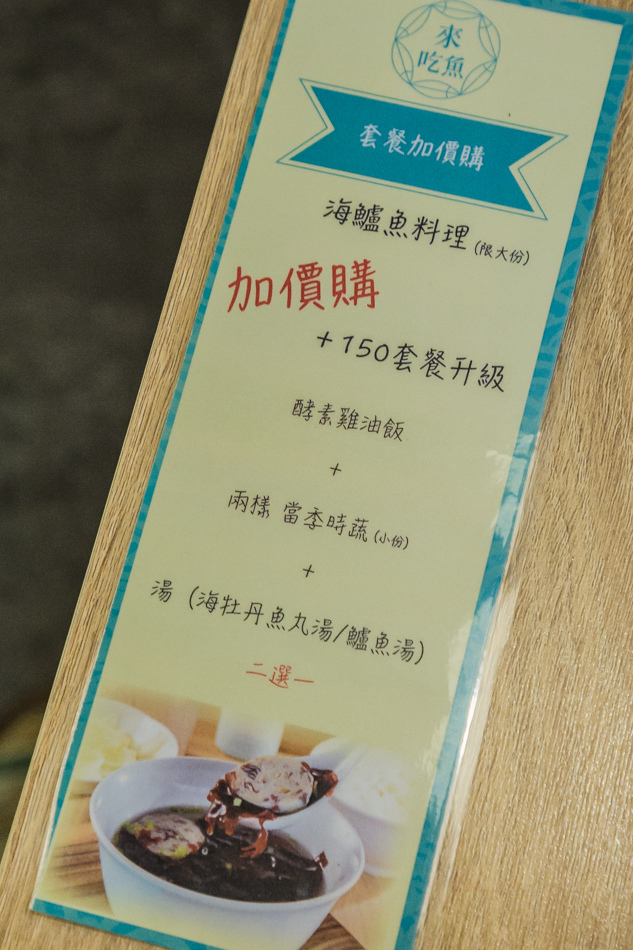 來
吃魚
套餐加價購
海鱸魚料理(限大份)
加價購
+150套餐升級
酵素雞油飯
+
兩樣 當季時蔬(小份)
+
湯（海牡丹魚丸湯/鱸魚湯）
二選一